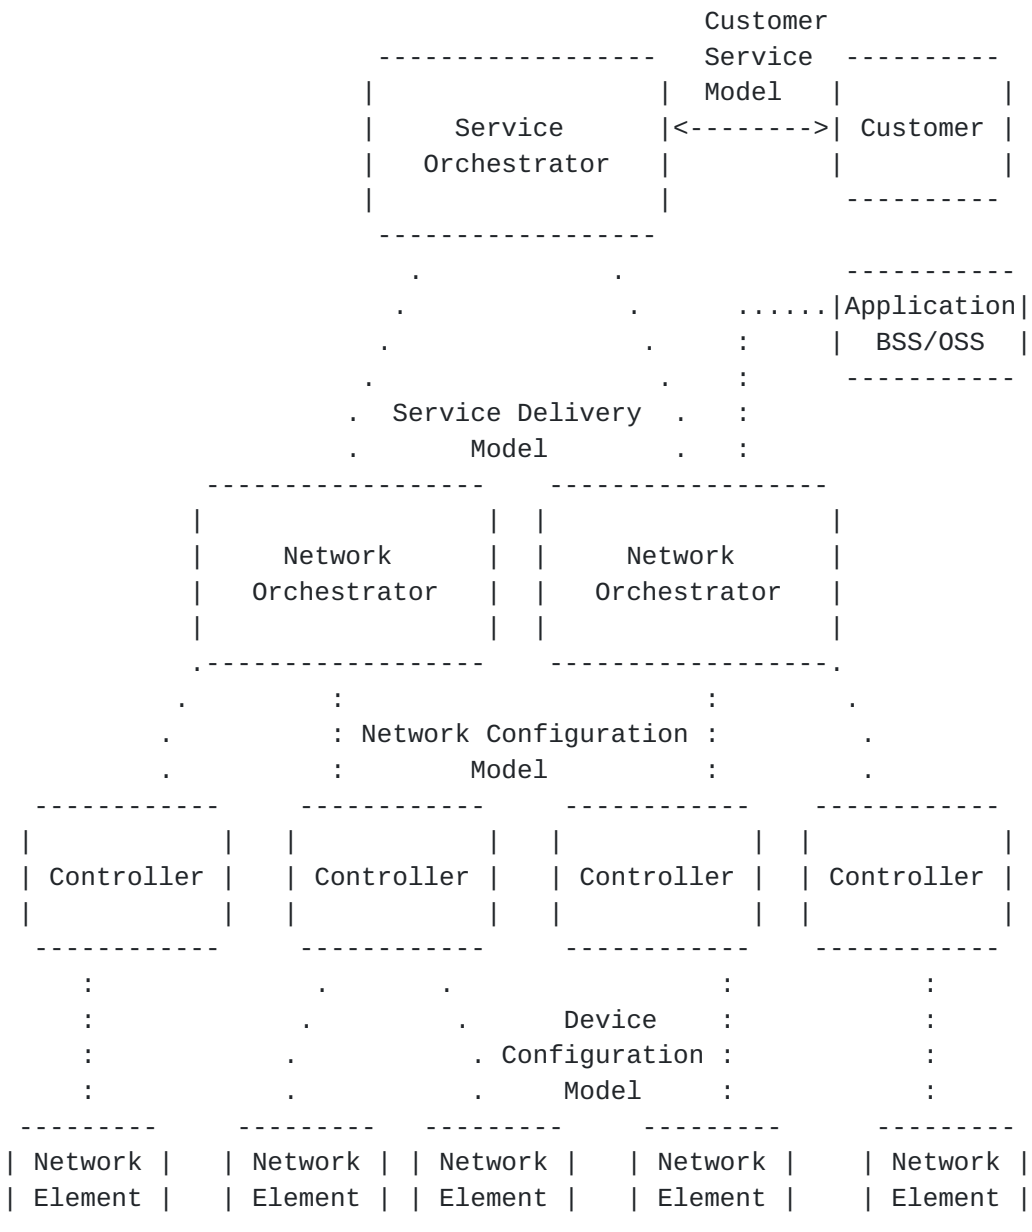 Customer
Service
Model
Service
Orchestrator
<-------->
Customer
Application
BSS/OSS
Service Delivery
Model
Network
Orchestrator
Network
Orchestrator
Network Configuration
Model
Controller
Controller
Controller
Controller
Device
Configuration
Model
Network
Element
Network
Element
Network
Element
Network
Element
Network
Element